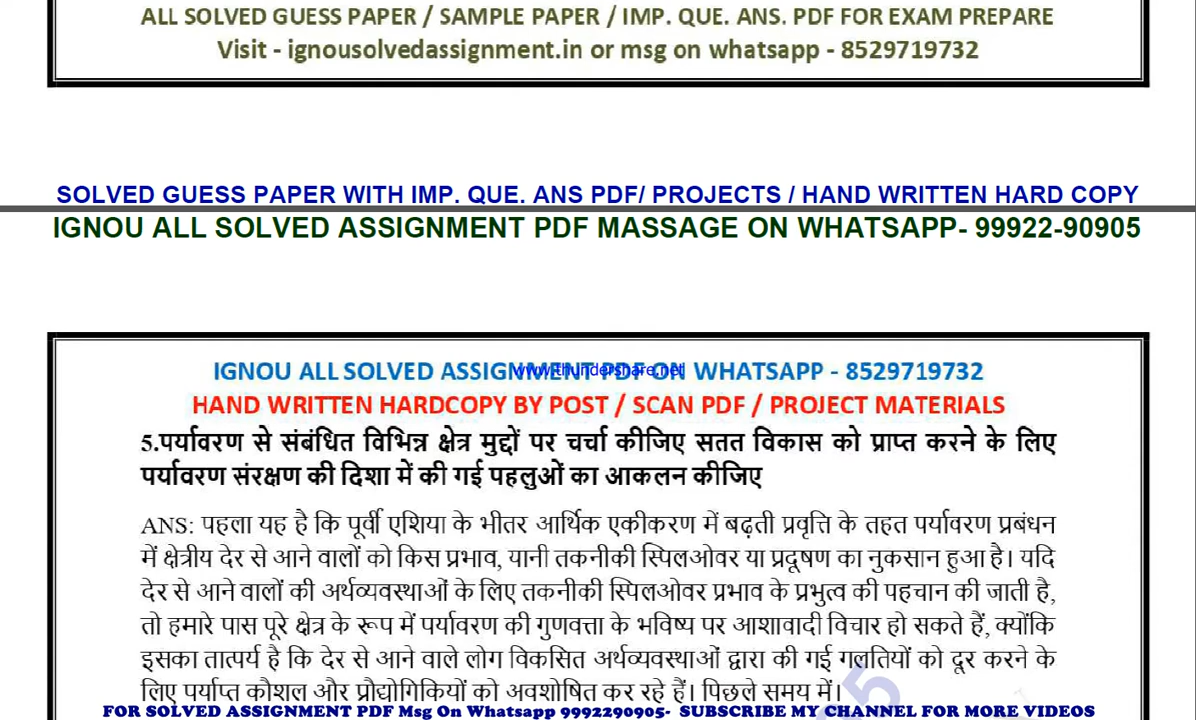 ALL SOLVED GUESS PAPER / SAMPLE PAPER / IMP. QUE. ANS. PDF FOR EXAM PREPARE
Visit - ignousolvedassignment.in or msg on whatsapp - 8529719732
SOLVED GUESS PAPER WITH IMP. QUE. ANS PDF/ PROJECTS / HAND WRITTEN HARD COPY
IGNOU ALL SOLVED ASSIGNMENT PDF MASSAGE ON WHATSAPP- 99922-90905
IGNOU ALL SOLVED ASSIGNMENT PDF ON WHATSAPP - 8529719732
www.thundershare.net
HAND WRITTEN HARDCOPY BY POST / SCAN PDF / PROJECT MATERIALS
5.पर्यावरण से संबंधित विभिन्न क्षेत्र मुद्दों पर चर्चा कीजिए सतत विकास को प्राप्त करने के लिए
पर्यावरण संरक्षण की दिशा में की गई पहलुओं का आकलन कीजिए
ANS: पहला यह है कि पूर्वी एशिया के भीतर आर्थिक एकीकरण में बढ़ती प्रवृत्ति के तहत पर्यावरण प्रबंधन
में क्षेत्रीय देर से आने वालों को किस प्रभाव, यानी तकनीकी स्पिलओवर या प्रदूषण का नुकसान हुआ है। यदि
देर से आने वालों की अर्थव्यवस्थाओं के लिए तकनीकी स्पिलओवर प्रभाव के प्रभुत्व की पहचान की जाती है,
तो हमारे पास पूरे क्षेत्र के रूप में पर्यावरण की गुणवत्ता के भविष्य पर आशावादी विचार हो सकते हैं, क्योंकि
इसका तात्पर्य है कि देर से आने वाले लोग विकसित अर्थव्यवस्थाओं द्वारा की गई गलतियों को दूर करने के
लिए पर्याप्त कौशल और प्रौद्योगिकियों को अवशोषित कर रहे हैं। पिछले समय में।
5
FOR SOLVED ASSIGNMENT PDF Msg On Whatsapp 9992290905- SUBSCRIBE MY CHANNEL FOR MORE VIDEOS